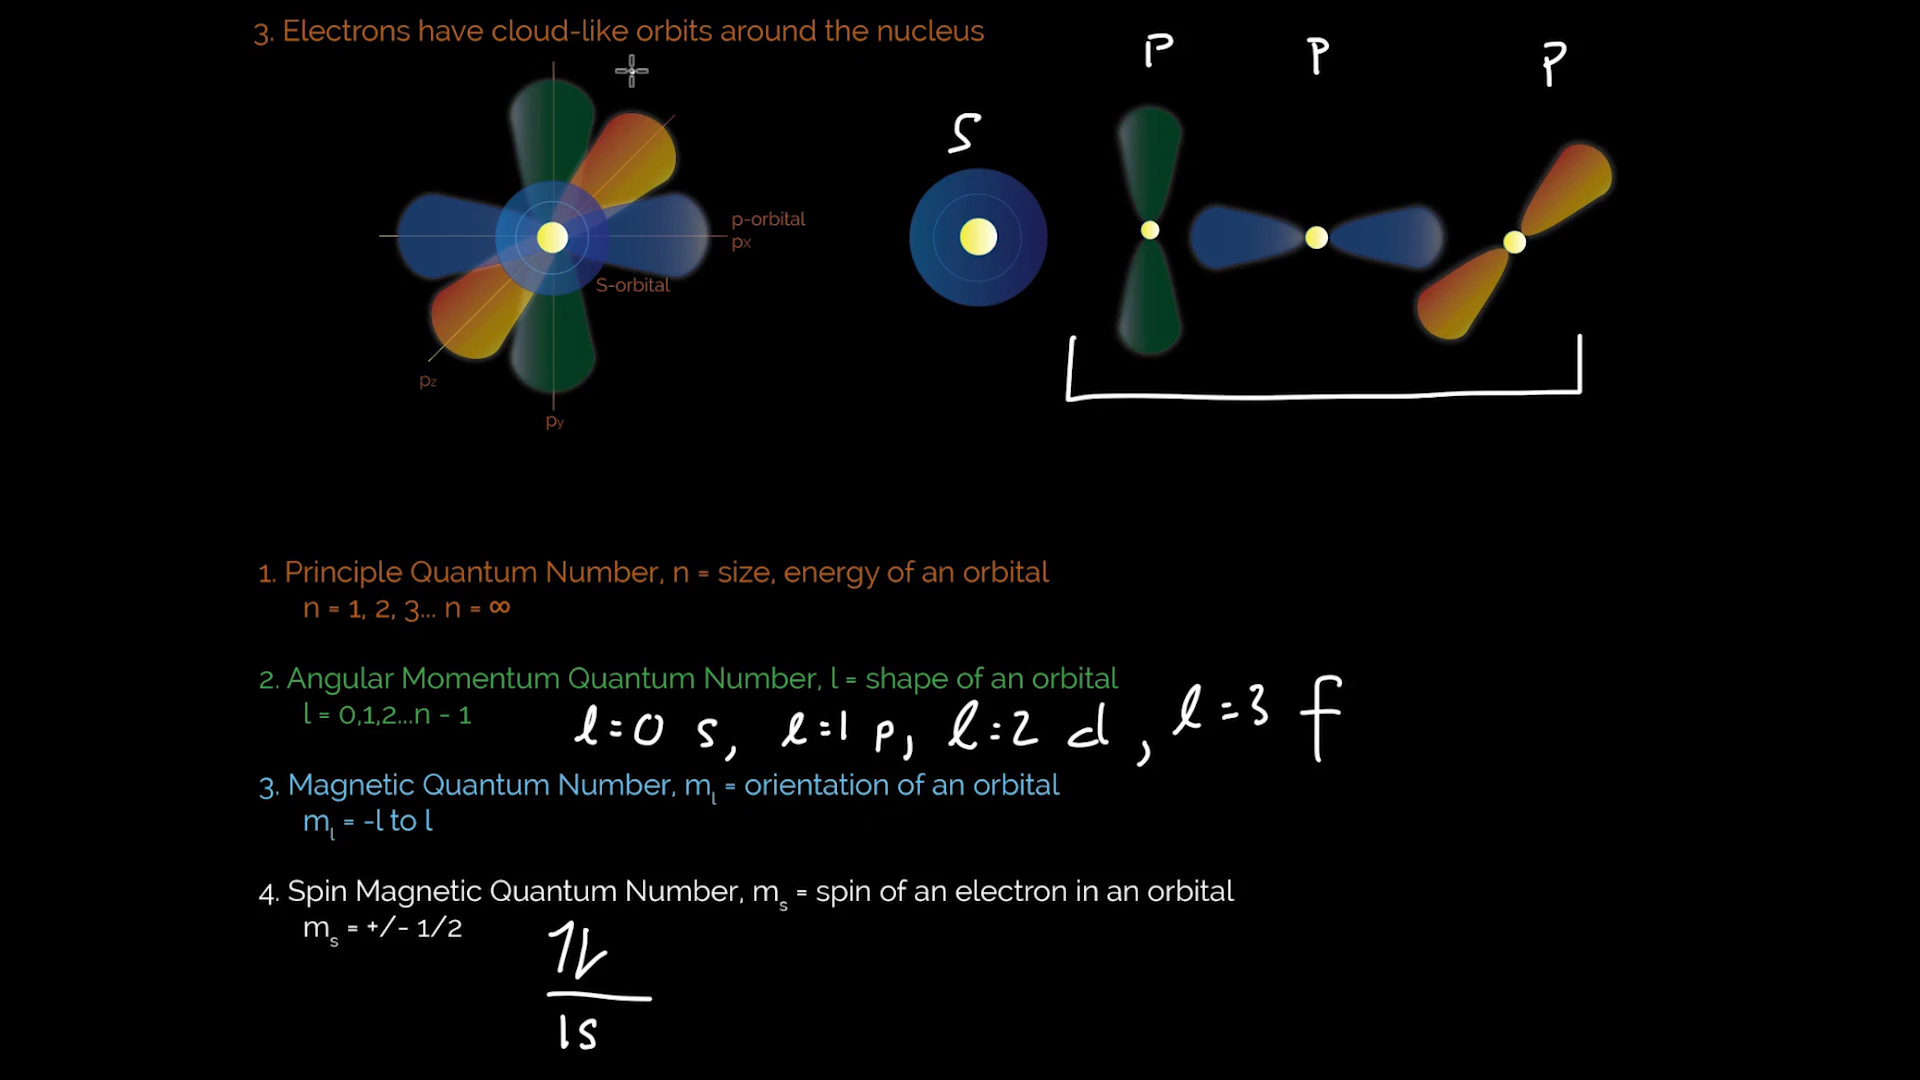 3. Electrons have cloud-like orbits around the nucleus
P P P
S
p-orbital
px
S-orbital
pz
py
1. Principle Quantum Number, n = size, energy of an orbital
n = 1, 2, 3... n = ∞
2. Angular Momentum Quantum Number, l = shape of an orbital
l = 0,1,2...n - 1
l=0 s, l=1 p, l=2 d, l=3 f
3. Magnetic Quantum Number, ml = orientation of an orbital
ml = -l to l
4. Spin Magnetic Quantum Number, ms = spin of an electron in an orbital
ms = +/- 1/2
↿⇂
1s